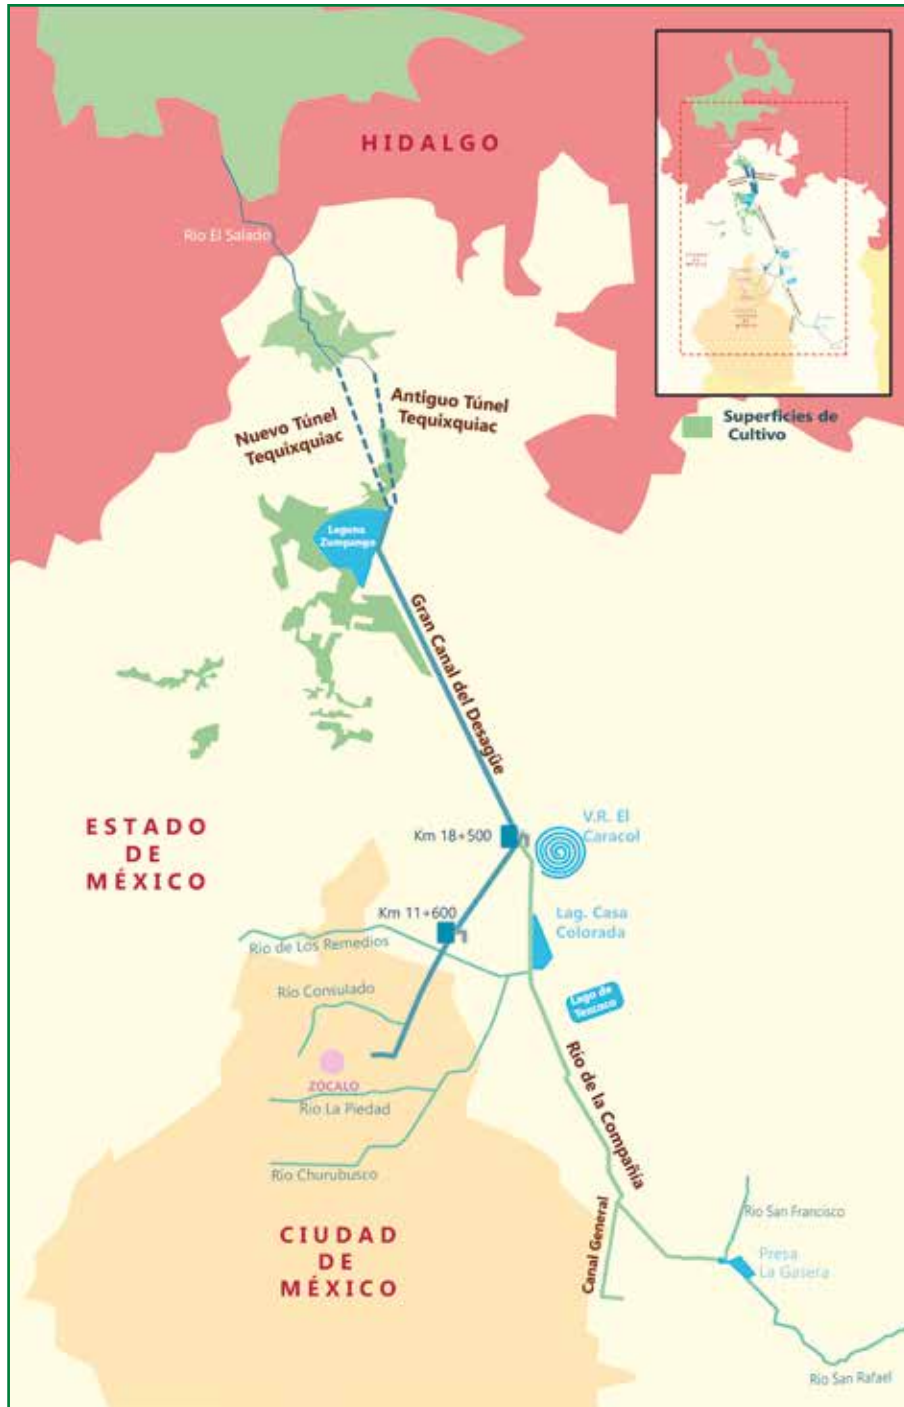 HIDALGO
Río El Salado
Antiguo Túnel
Tequixquiac
Nuevo Túnel
Tequixquiac
Superficies de
Cultivo
Laguna
Zumpango
Gran Canal del Desagüe
ESTADO
DE
MÉXICO
Km 18+500
V.R. El
Caracol
Km 11+600
Lag. Casa
Colorada
Río de Los Remedios
Río Consulado
Lago de
Texcoco
ZÓCALO
Río La Piedad
Río de la Compañía
Río Churubusco
CIUDAD
DE
MÉXICO
Canal General
Río San Francisco
Presa
La Gasera
Río San Rafael